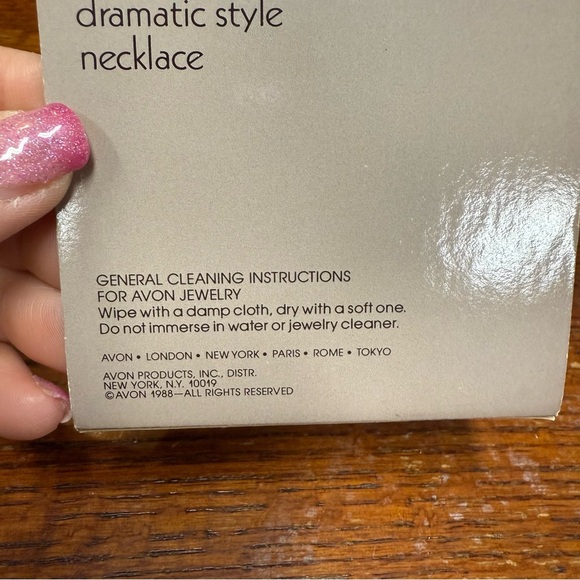 dramatic style
necklace
GENERAL CLEANING INSTRUCTIONS
FOR AVON JEWELRY
Wipe with a damp cloth, dry with a soft one.
Do not immerse in water or jewelry cleaner.
AVON • LONDON • NEW YORK • PARIS • ROME • TOKYO
AVON PRODUCTS, INC., DISTR.
NEW YORK, N.Y. 10019
©AVON 1988—ALL RIGHTS RESERVED